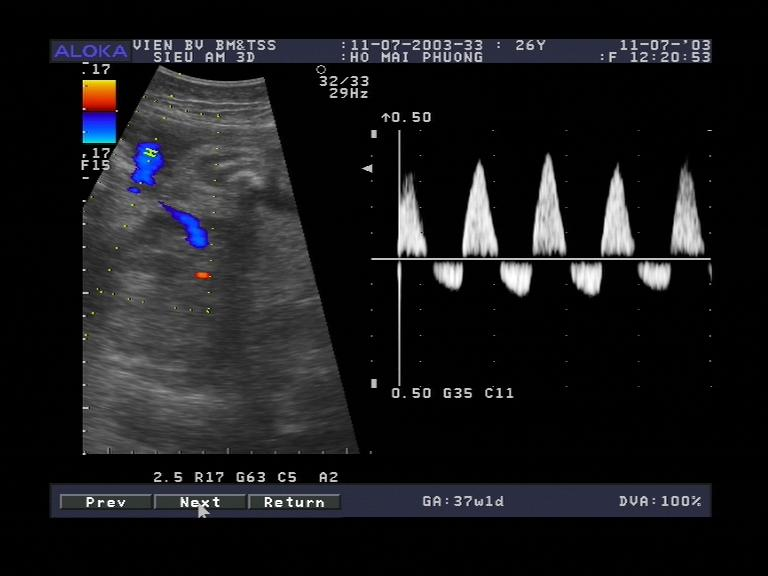 ALOKA VIEN BV BM&TSS :11-07-2003-33 : 26Y 11-07-'03
SIEU AM 3D :HO MAI PHUONG :F 12:20:53
.17
32/33
29Hz
.17
F15
↑0.50
0.50 G35 C11
2.5 R17 G63 C5 A2
Prev Next Return GA:37w1d DVA:100%